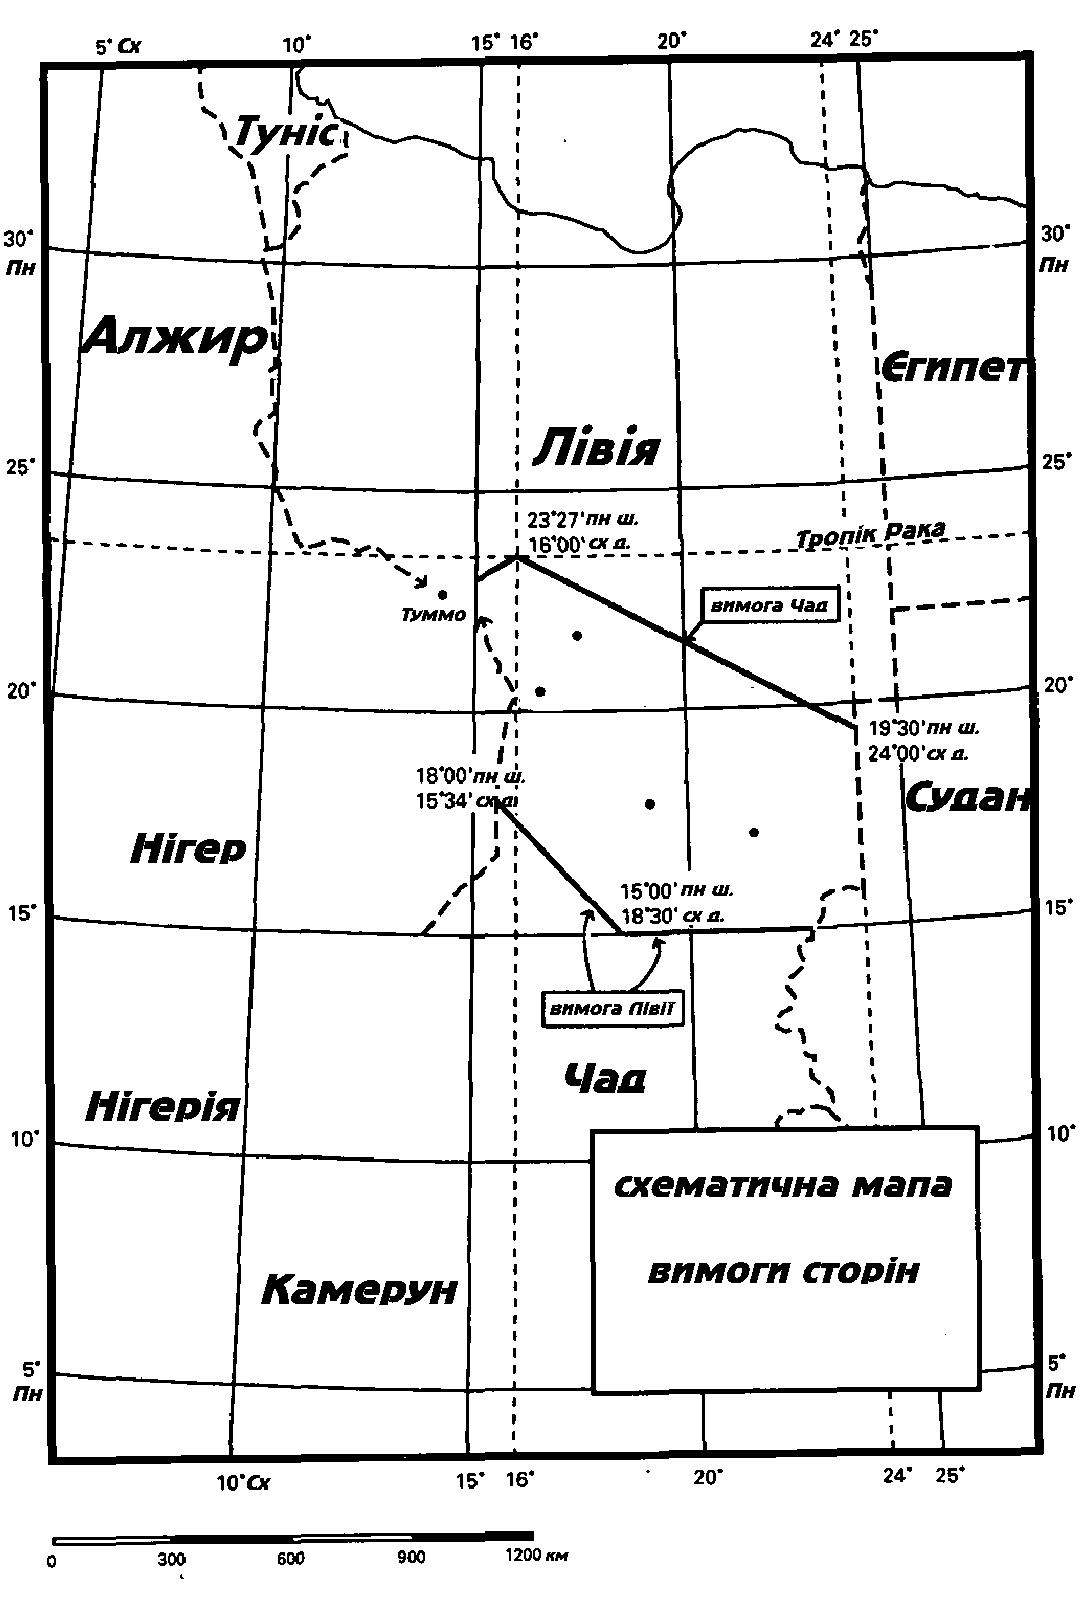 5° Сх 10° 15° 16° 20° 24° 25°
Туніс
30°
Пн
30°
Пн
Алжир
Єгипет
Лівія
25°
25°
23°27' пн ш.
16°00' сх д.
Тропік Рака
вимога Чад
Туммо
20°
20°
19°30' пн ш.
24°00' сх д.
18°00' пн ш.
15°34' сх д.
Судан
Нігер
15°00' пн ш.
18°30' сх д.
15°
15°
вимога Лівії
Чад
Нігерія
10°
10°
схематична мапа
вимоги сторін
Камерун
5°
Пн
5°
Пн
10° Сх 15° 16° 20° 24° 25°
0 300 600 900 1200 км